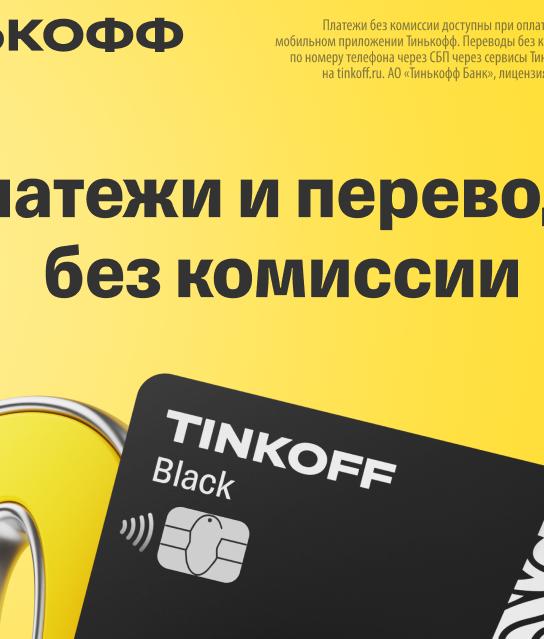 ЬКОФФ
Платежи без комиссии доступны при оплат
мобильном приложении Тинькофф. Переводы без к
по номеру телефона через СБП через сервисы Тин
на tinkoff.ru. АО «Тинькофф Банк», лицензия
латежи и перевод
без комиссии
TINKOFF
Black